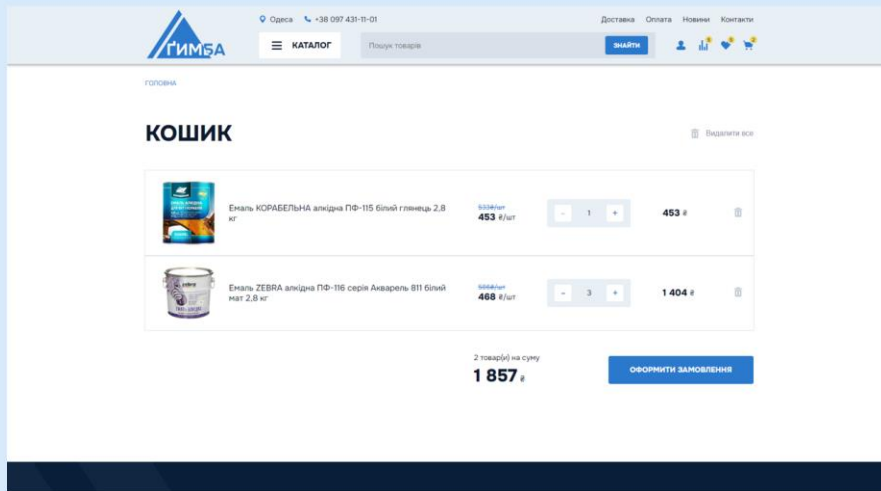 Одеса +38 097 431-11-01 Доставка Оплата Новини Контакти
ГИМБА
КАТАЛОГ Пошук товарів ЗНАЙТИ
ГОЛОВНА
КОШИК
Видалити все
533₴/шт
Емаль КОРАБЕЛЬНА алкідна ПФ-115 білий глянець 2,8
кг
453 ₴/шт - 1 + 453 ₴
Емаль ZEBRA алкідна ПФ-116 серія Акварель 811 білий
мат 2,8 кг
468 ₴/шт - 3 + 1 404 ₴
zebra
2 товар(и) на суму
1 857 ₴
ОФОРМИТИ ЗАМОВЛЕННЯ